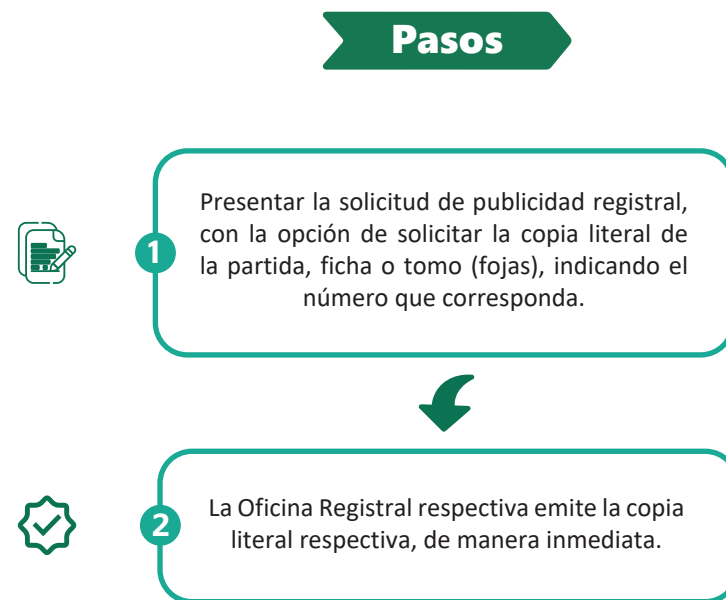 Pasos
1
Presentar la solicitud de publicidad registral,
con la opción de solicitar la copia literal de
la partida, ficha o tomo (fojas), indicando el
número que corresponda.
2
La Oficina Registral respectiva emite la copia
literal respectiva, de manera inmediata.